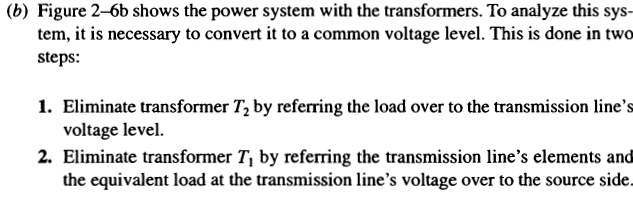 (b) Figure 2–6b shows the power system with the transformers. To analyze this sys-
tem, it is necessary to convert it to a common voltage level. This is done in two
steps:
1. Eliminate transformer T₂ by referring the load over to the transmission line's
voltage level.
2. Eliminate transformer T₁ by referring the transmission line's elements and
the equivalent load at the transmission line's voltage over to the source side.